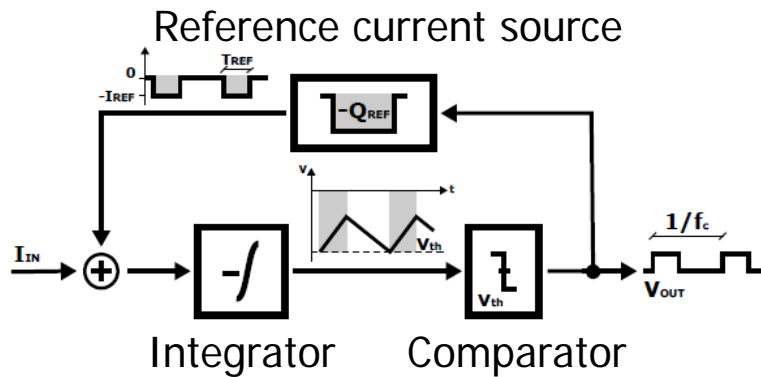 Reference current source
TREF
0
-IREF
-QREF
V
t
Vth
1/fc
IIN
+
-∫
Vth
VOUT
Integrator Comparator